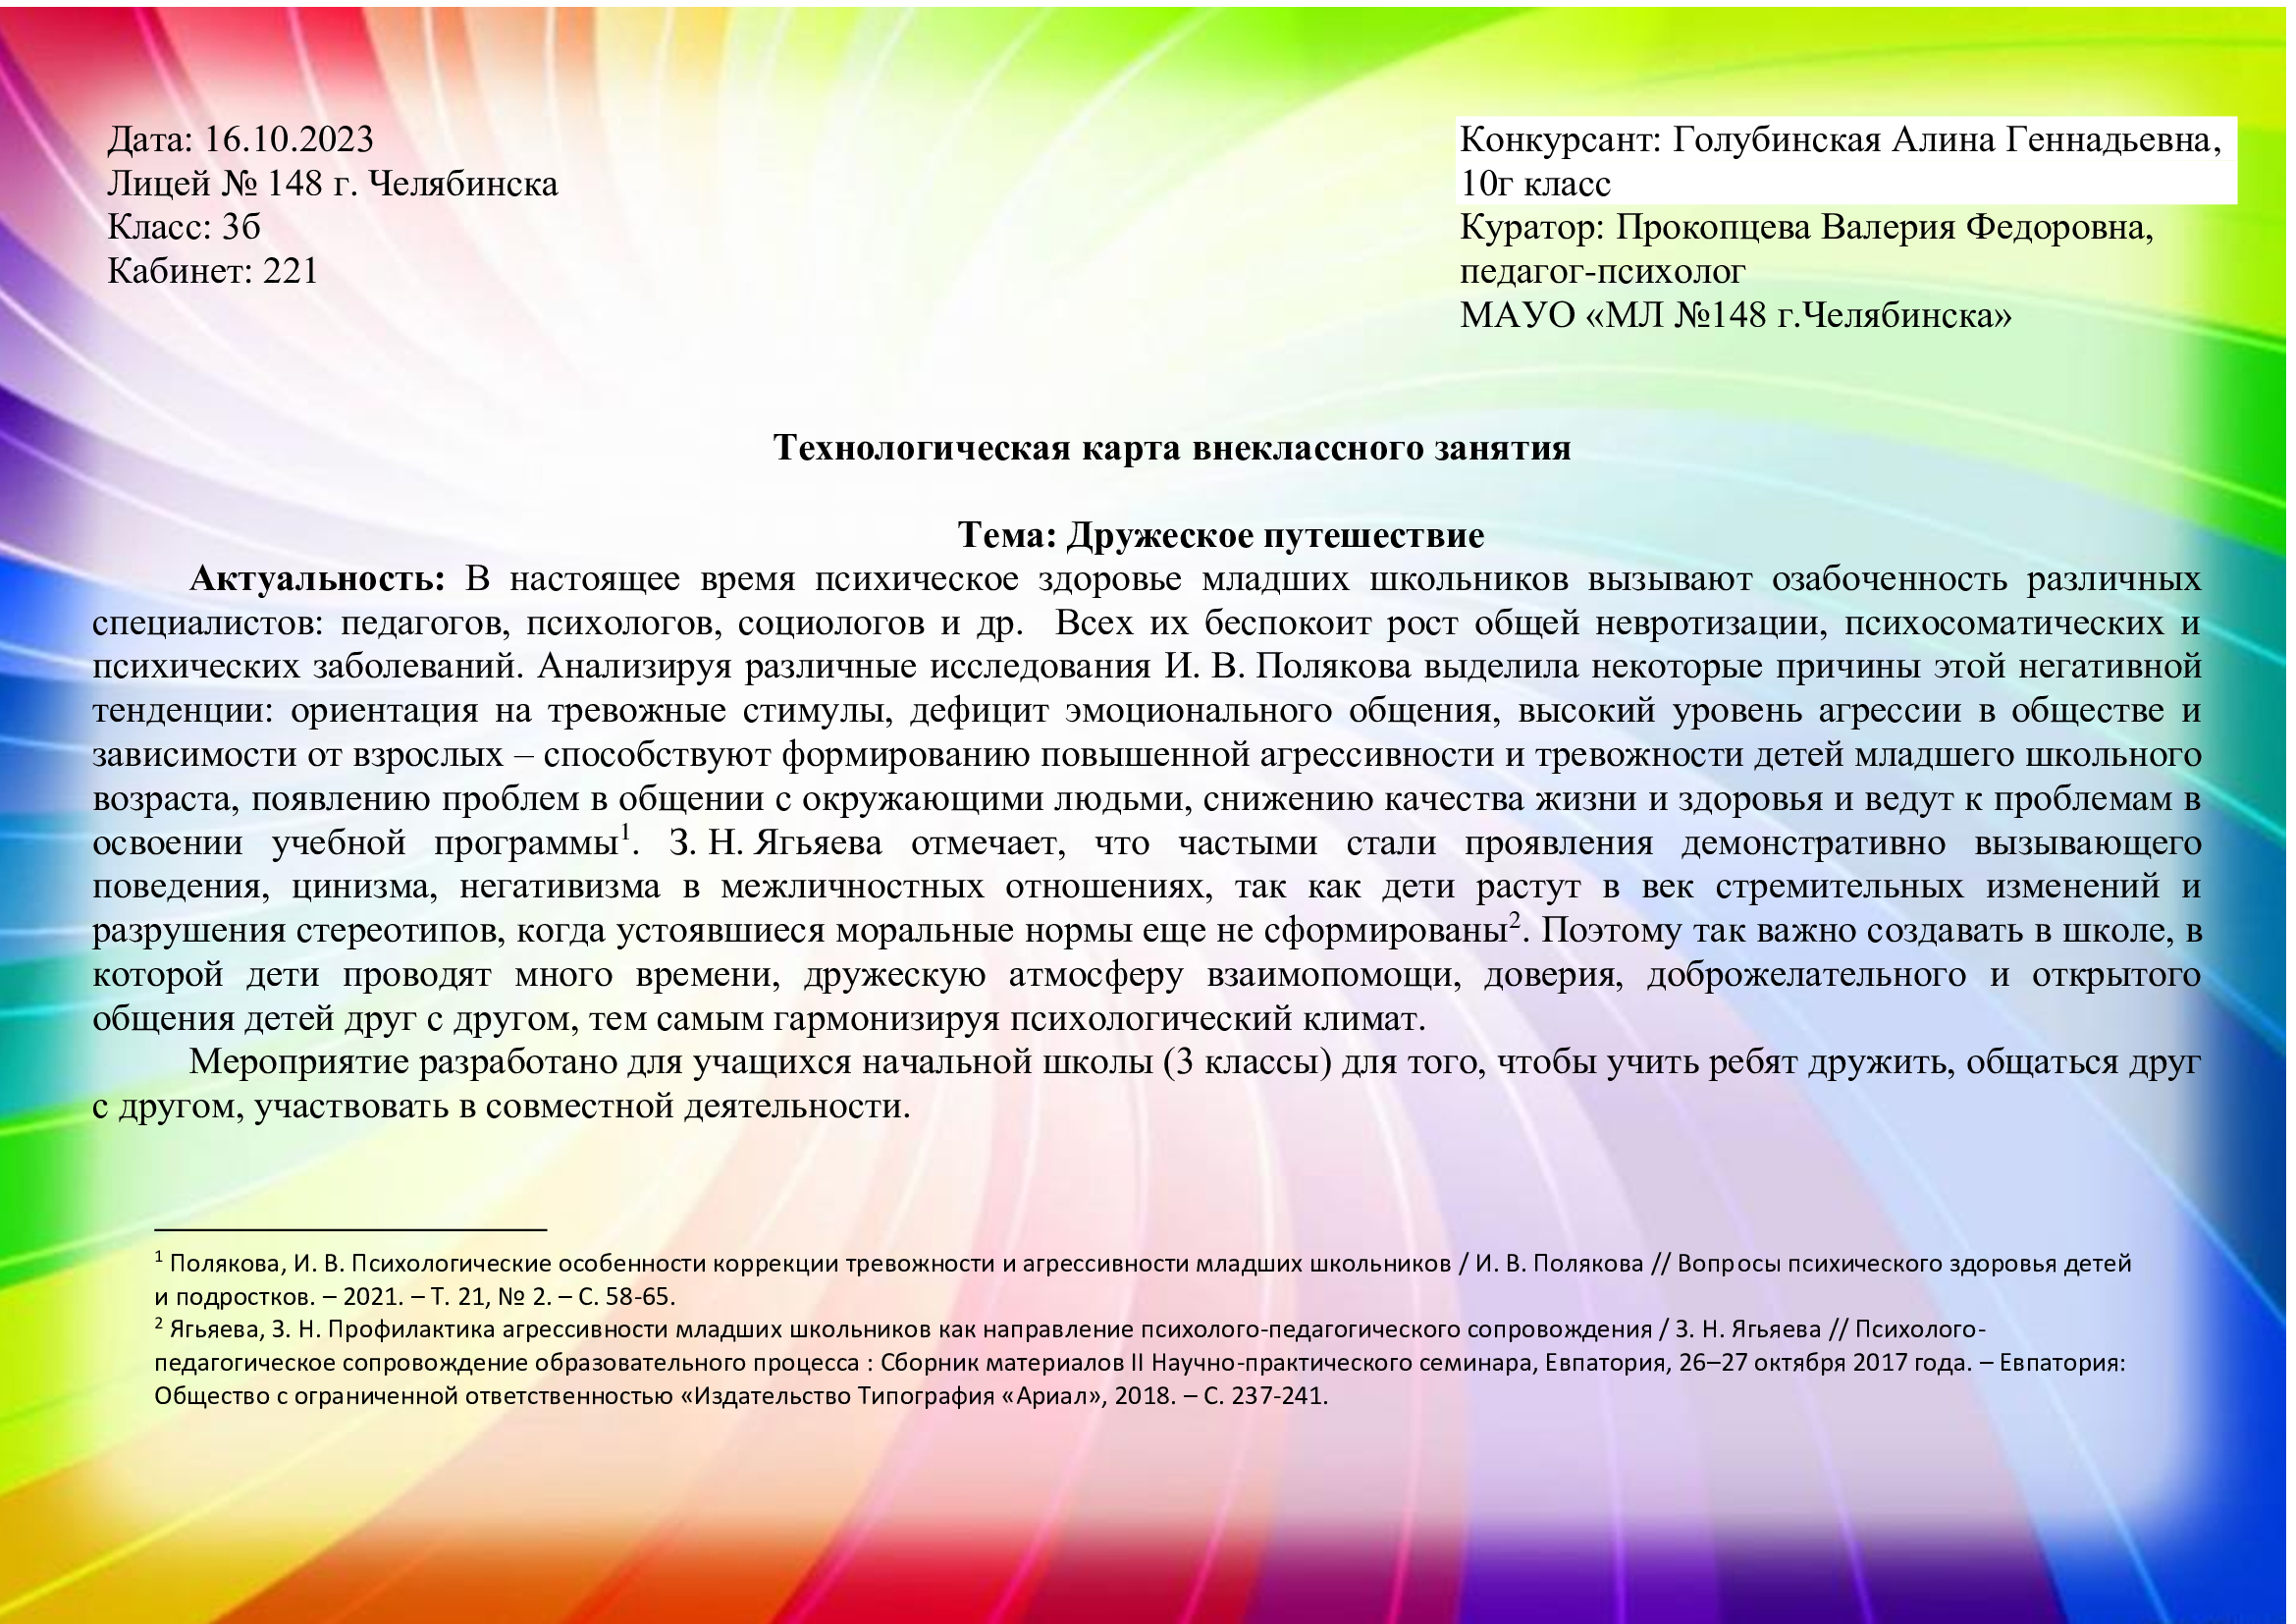 Дата: 16.10.2023
Лицей № 148 г. Челябинска
Класс: 3б
Кабинет: 221
Конкурсант: Голубинская Алина Геннадьевна,
10г класс
Куратор: Прокопцева Валерия Федоровна,
педагог-психолог
МАУО «МЛ №148 г.Челябинска»
Технологическая карта внеклассного занятия
Тема: Дружеское путешествие
Актуальность: В настоящее время психическое здоровье младших школьников вызывают озабоченность различных
специалистов: педагогов, психологов, социологов и др.  Всех их беспокоит рост общей невротизации, психосоматических и
психических заболеваний. Анализируя различные исследования И. В. Полякова выделила некоторые причины этой негативной
тенденции: ориентация на тревожные стимулы, дефицит эмоционального общения, высокий уровень агрессии в обществе и
зависимости от взрослых – способствуют формированию повышенной агрессивности и тревожности детей младшего школьного
возраста, появлению проблем в общении с окружающими людьми, снижению качества жизни и здоровья и ведут к проблемам в
освоении учебной программы¹. З. Н. Ягьяева отмечает, что частыми стали проявления демонстративно вызывающего
поведения, цинизма, негативизма в межличностных отношениях, так как дети растут в век стремительных изменений и
разрушения стереотипов, когда устоявшиеся моральные нормы еще не сформированы². Поэтому так важно создавать в школе, в
которой дети проводят много времени, дружескую атмосферу взаимопомощи, доверия, доброжелательного и открытого
общения детей друг с другом, тем самым гармонизируя психологический климат.
Мероприятие разработано для учащихся начальной школы (3 классы) для того, чтобы учить ребят дружить, общаться друг
с другом, участвовать в совместной деятельности.
¹ Полякова, И. В. Психологические особенности коррекции тревожности и агрессивности младших школьников / И. В. Полякова // Вопросы психического здоровья детей
и подростков. – 2021. – Т. 21, № 2. – С. 58-65.
² Ягьяева, З. Н. Профилактика агрессивности младших школьников как направление психолого-педагогического сопровождения / З. Н. Ягьяева // Психолого-
педагогическое сопровождение образовательного процесса : Сборник материалов II Научно-практического семинара, Евпатория, 26–27 октября 2017 года. – Евпатория:
Общество с ограниченной ответственностью «Издательство Типография «Ариал», 2018. – С. 237-241.